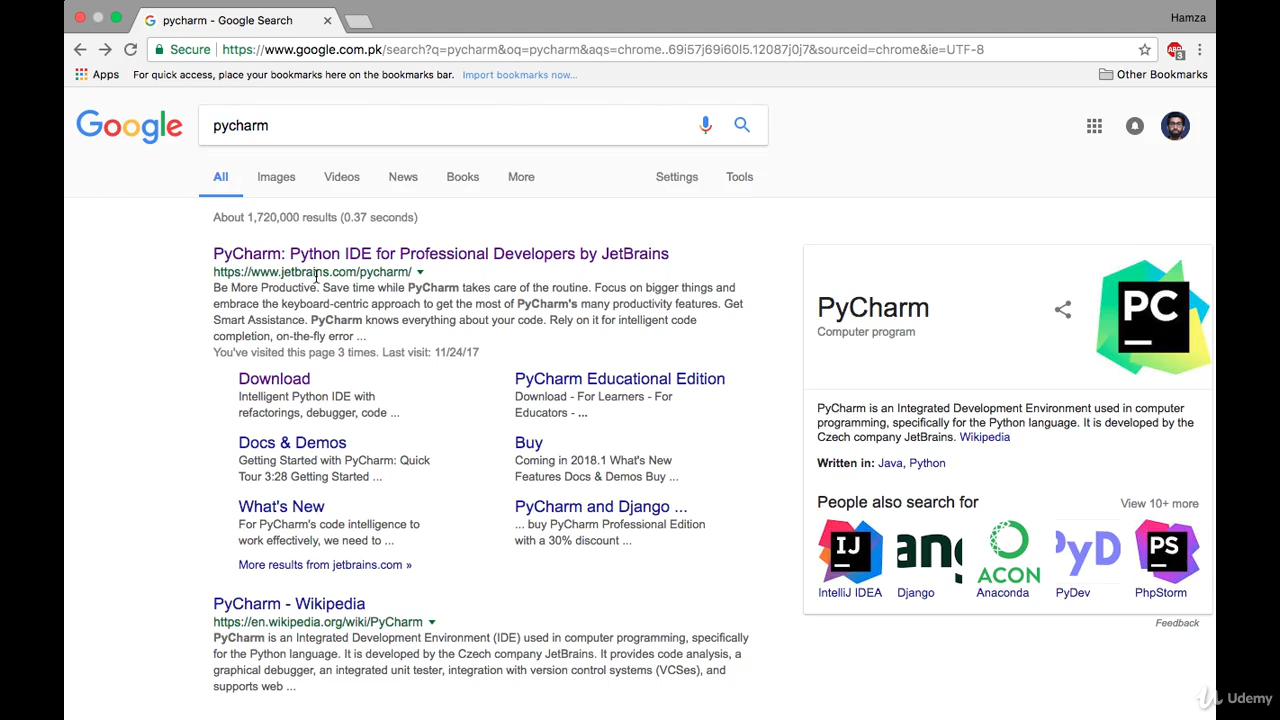 pycharm - Google Search
Hamza
Secure https://www.google.com.pk/search?q=pycharm&oq=pycharm&aqs=chrome..69i57j69i60l5.12087j0j7&sourceid=chrome&ie=UTF-8
ABP 3
Apps For quick access, place your bookmarks here on the bookmarks bar. Import bookmarks now... Other Bookmarks
Google pycharm
All Images Videos News Books More Settings Tools
About 1,720,000 results (0.37 seconds)
PyCharm: Python IDE for Professional Developers by JetBrains
https://www.jetbrains.com/pycharm/
Be More Productive. Save time while PyCharm takes care of the routine. Focus on bigger things and
embrace the keyboard-centric approach to get the most of PyCharm's many productivity features. Get
Smart Assistance. PyCharm knows everything about your code. Rely on it for intelligent code
completion, on-the-fly error ...
You've visited this page 3 times. Last visit: 11/24/17
Download
Intelligent Python IDE with
refactorings, debugger, code ...
PyCharm Educational Edition
Download - For Learners - For
Educators - ...
Docs & Demos
Getting Started with PyCharm: Quick
Tour 3:28 Getting Started ...
Buy
Coming in 2018.1 What's New
Features Docs & Demos Buy ...
What's New
For PyCharm's code intelligence to
work effectively, we need to ...
PyCharm and Django ...
... buy PyCharm Professional Edition
with a 30% discount ...
More results from jetbrains.com »
PyCharm - Wikipedia
https://en.wikipedia.org/wiki/PyCharm
PyCharm is an Integrated Development Environment (IDE) used in computer programming, specifically
for the Python language. It is developed by the Czech company JetBrains. It provides code analysis, a
graphical debugger, an integrated unit tester, integration with version control systems (VCSes), and
supports web ...
PyCharm
Computer program
PC
PyCharm is an Integrated Development Environment used in computer
programming, specifically for the Python language. It is developed by the
Czech company JetBrains. Wikipedia
Written in: Java, Python
People also search for View 10+ more
IJ ang ACON PyD PS
IntelliJ IDEA Django Anaconda PyDev PhpStorm
Feedback
Udemy